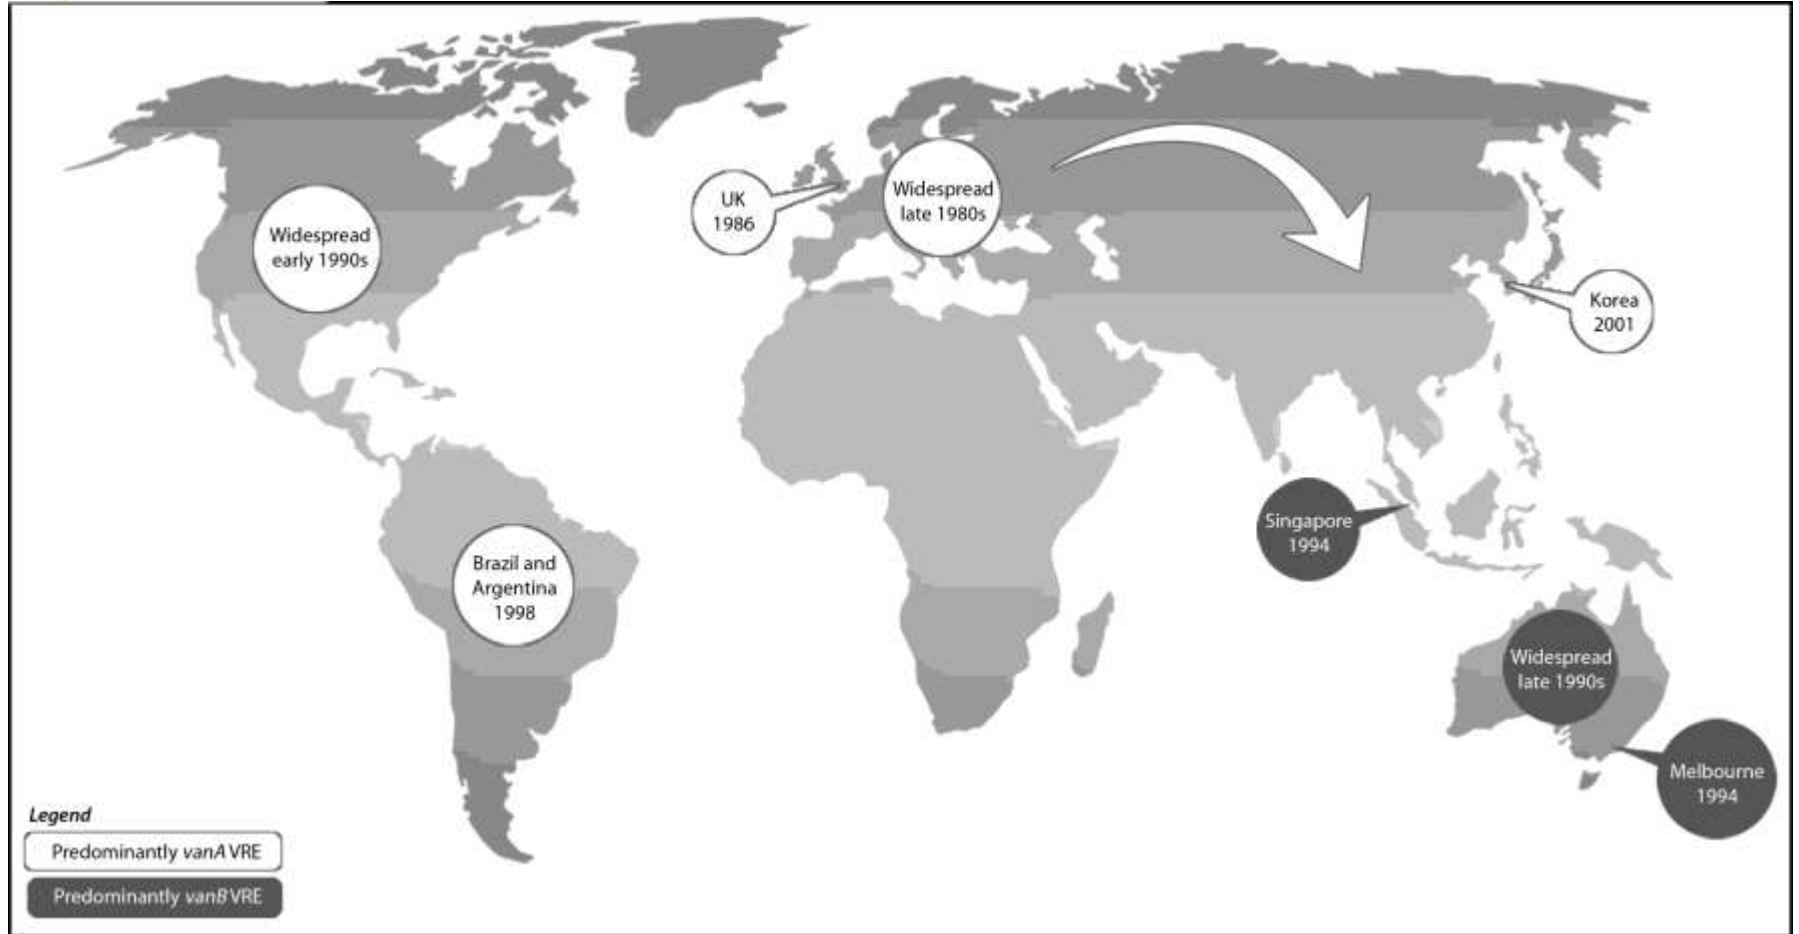 Widespread
early 1990s
UK
1986
Widespread
late 1980s
Korea
2001
Brazil and
Argentina
1998
Singapore
1994
Widespread
late 1990s
Melbourne
1994
Legend
Predominantly vanA VRE
Predominantly vanB VRE